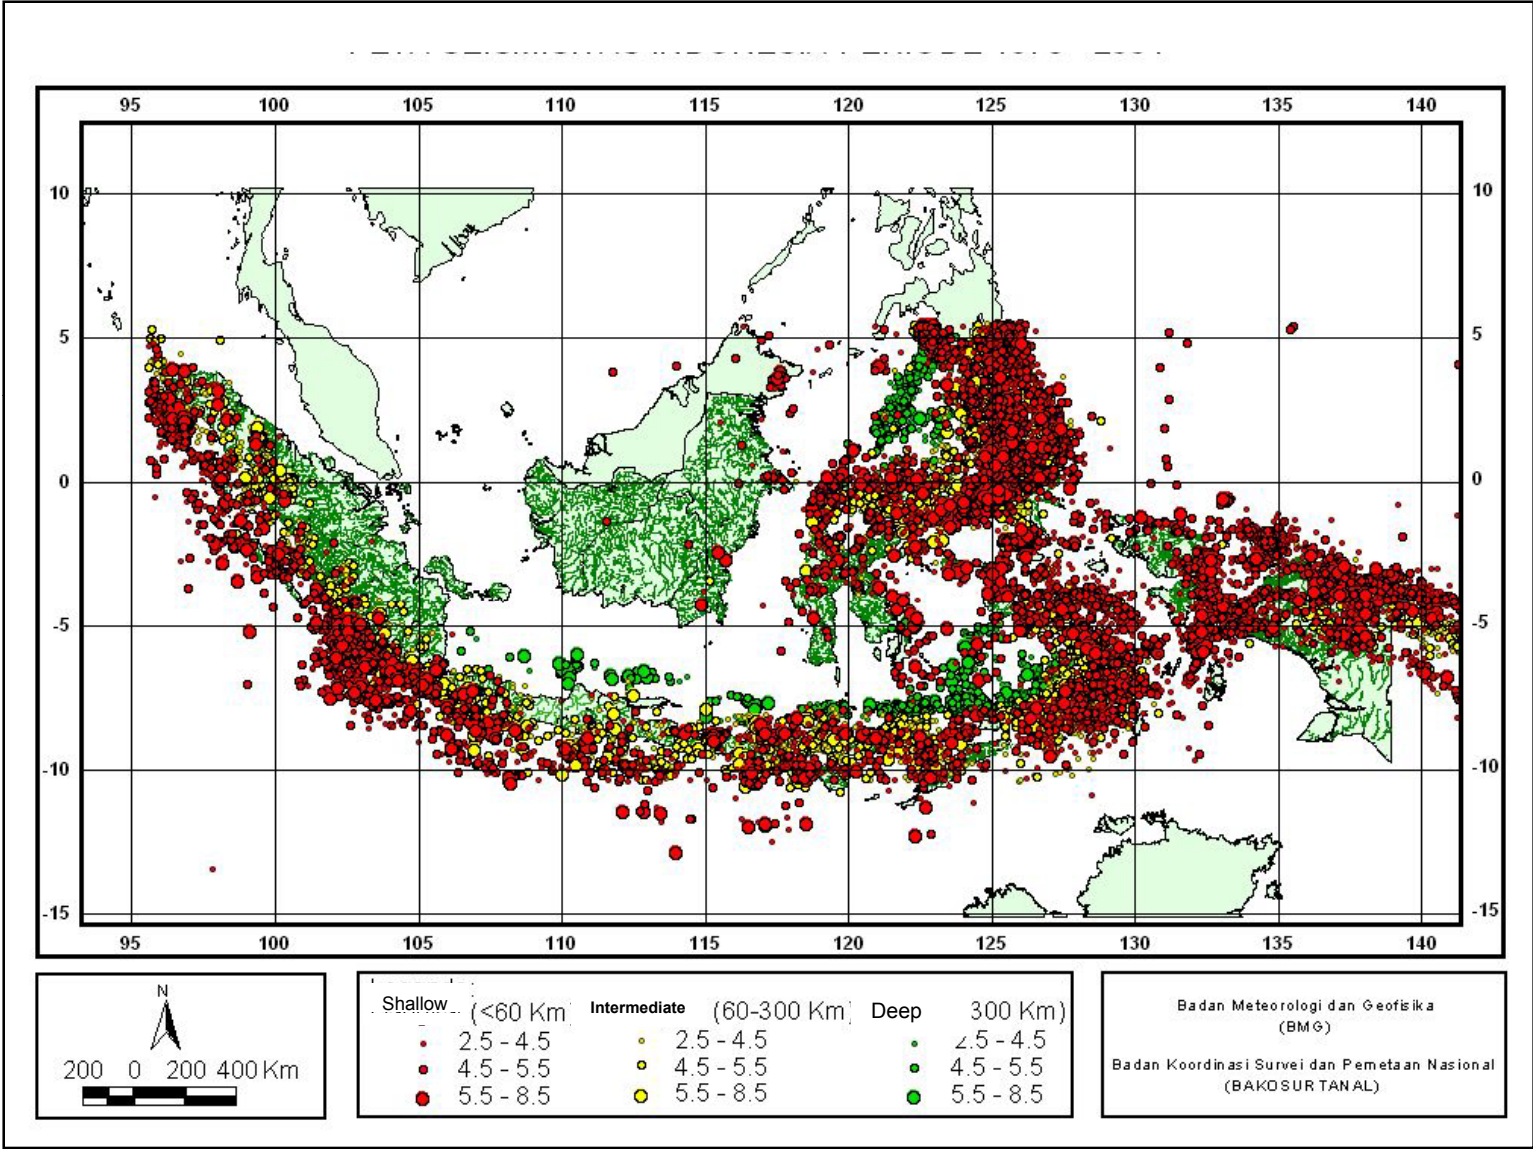 95 100 105 110 115 120 125 130 135 140
10 10
5 5
0 0
-5 -5
-10 -10
-15 -15
95 100 105 110 115 120 125 130 135 140
N
200 0 200 400 Km
Shallow (<60 Km) Intermediate (60-300 Km) Deep 300 Km)
2.5 - 4.5 2.5 - 4.5 2.5 - 4.5
4.5 - 5.5 4.5 - 5.5 4.5 - 5.5
5.5 - 8.5 5.5 - 8.5 5.5 - 8.5
Badan Meteorologi dan Geofisika
(BMG)
Badan Koordinasi Survei dan Pemetaan Nasional
(BAKOSURTANAL)